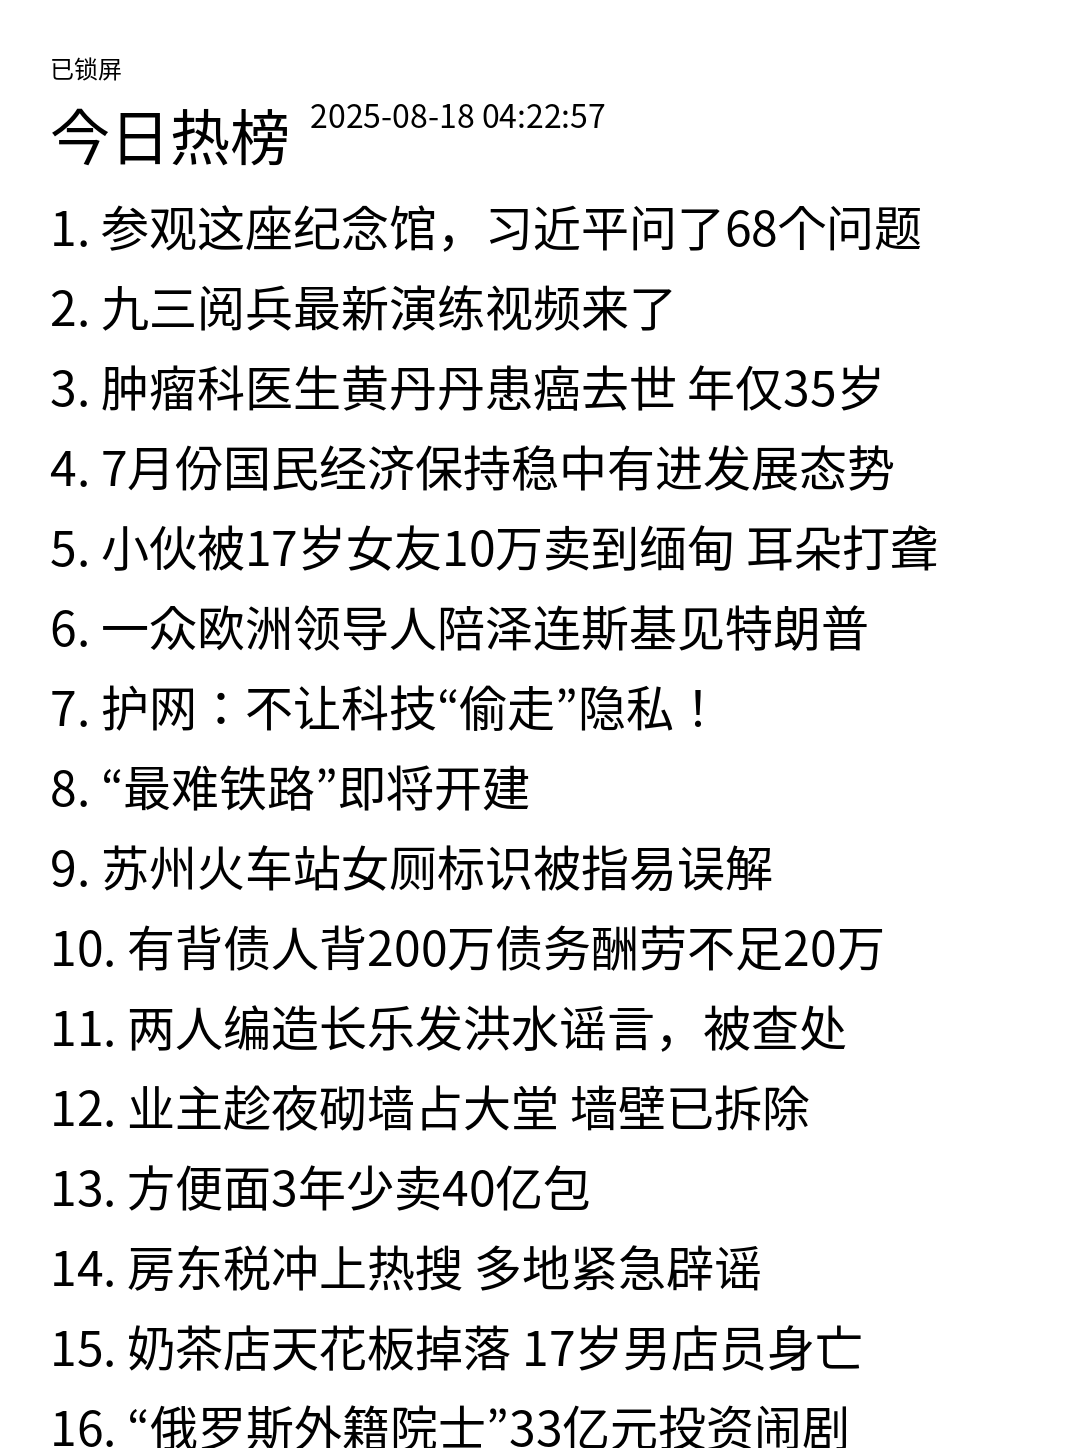 已锁屏
今日热榜 2025-08-18 04:22:57
1. 参观这座纪念馆，习近平问了68个问题
2. 九三阅兵最新演练视频来了
3. 肿瘤科医生黄丹丹患癌去世 年仅35岁
4. 7月份国民经济保持稳中有进发展态势
5. 小伙被17岁女友10万卖到缅甸 耳朵打聋
6. 一众欧洲领导人陪泽连斯基见特朗普
7. 护网：不让科技“偷走”隐私！
8. “最难铁路”即将开建
9. 苏州火车站女厕标识被指易误解
10. 有背债人背200万债务酬劳不足20万
11. 两人编造长乐发洪水谣言，被查处
12. 业主趁夜砌墙占大堂 墙壁已拆除
13. 方便面3年少卖40亿包
14. 房东税冲上热搜 多地紧急辟谣
15. 奶茶店天花板掉落 17岁男店员身亡
16. “俄罗斯外籍院士”33亿元投资闹剧